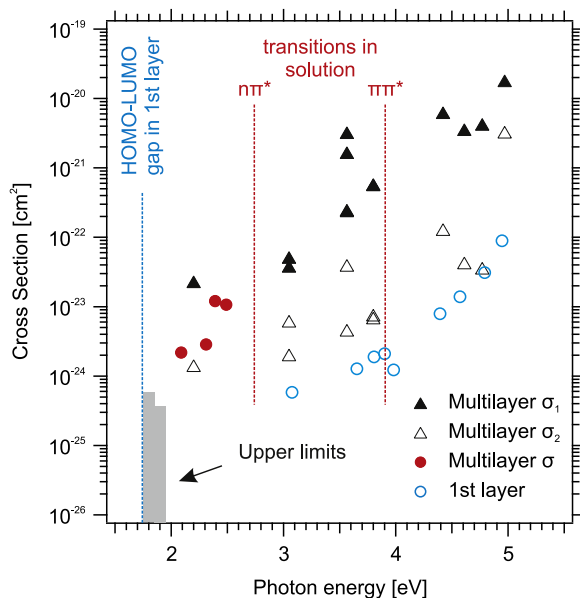 10⁻¹⁹
10⁻²⁰
10⁻²¹
10⁻²²
10⁻²³
10⁻²⁴
10⁻²⁵
10⁻²⁶
Cross Section [cm²]
HOMO-LUMO
gap in 1st layer
transitions in
solution
nπ*
ππ*
Upper limits
Multilayer σ₁
Multilayer σ₂
Multilayer σ
1st layer
2
3
4
5
Photon energy [eV]